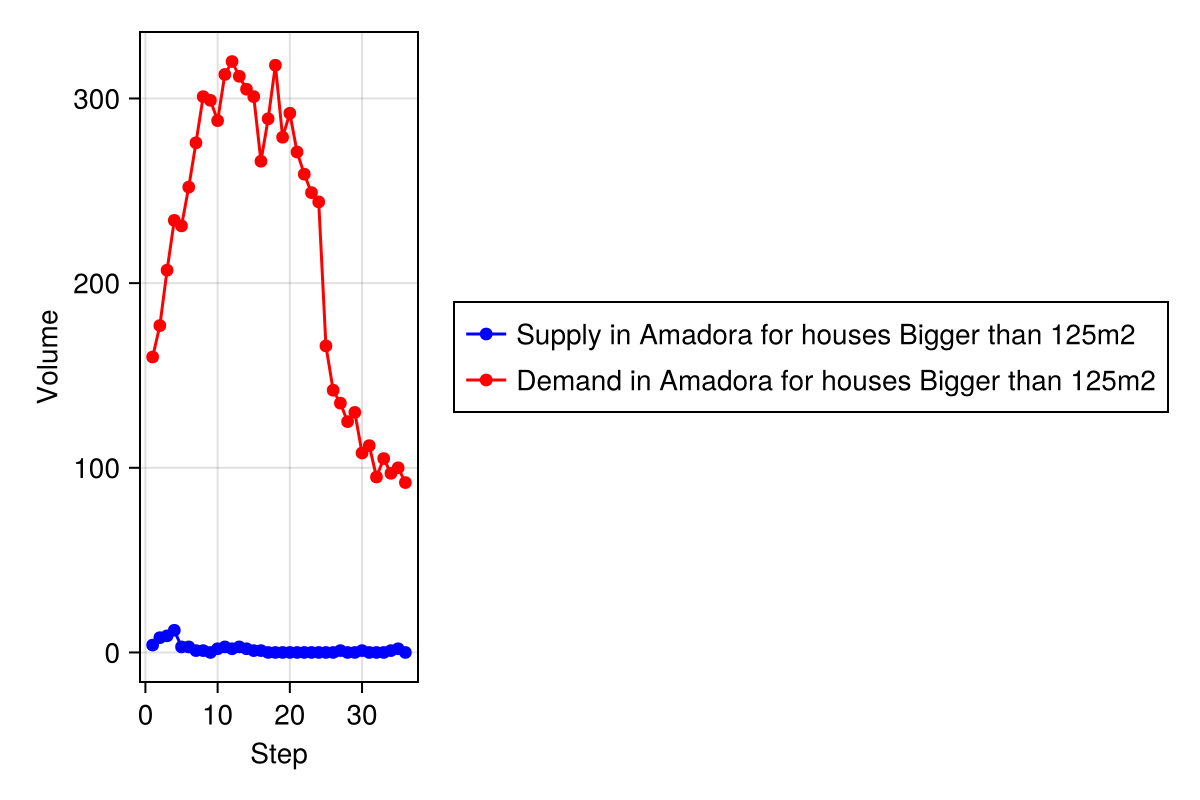 300
200
100
0
Volume
0 10 20 30
Step
Supply in Amadora for houses Bigger than 125m2
Demand in Amadora for houses Bigger than 125m2